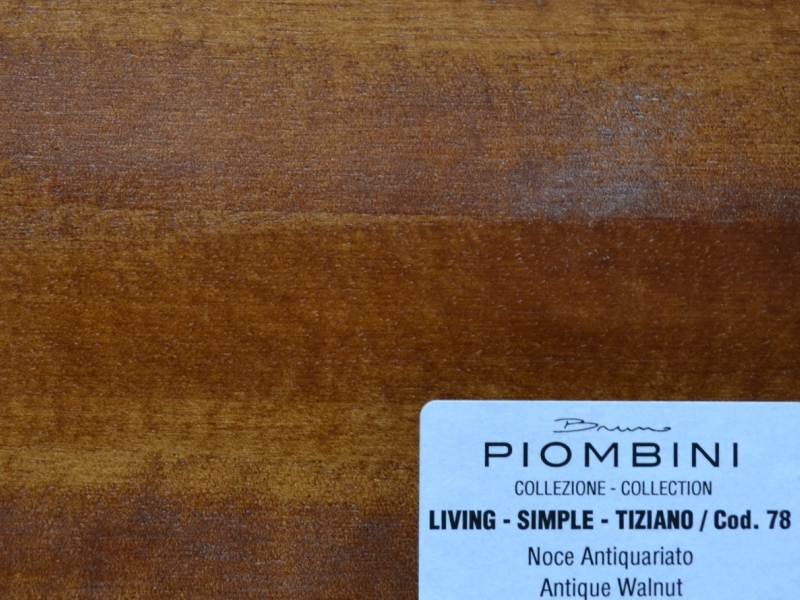 Bruno
PIOMBINI
COLLEZIONE - COLLECTION
LIVING - SIMPLE - TIZIANO / Cod. 78
Noce Antiquariato
Antique Walnut